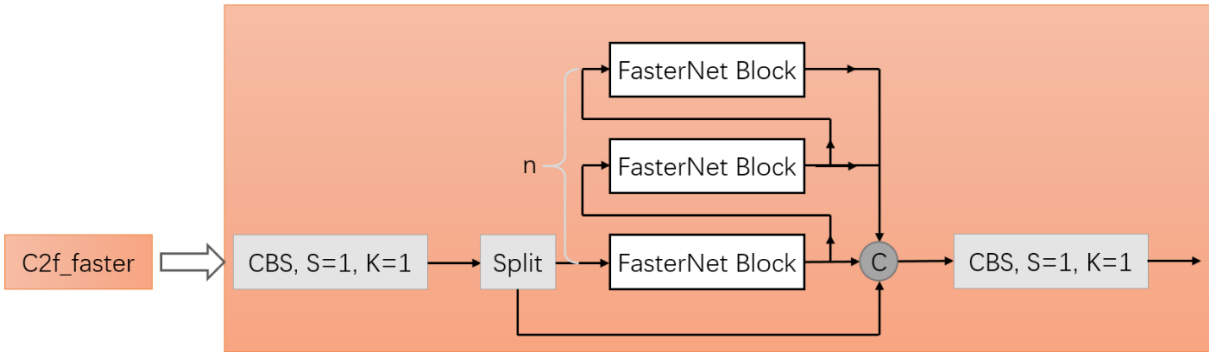 FasterNet Block
n
FasterNet Block
C2f_faster
CBS, S=1, K=1
Split
FasterNet Block
C
CBS, S=1, K=1